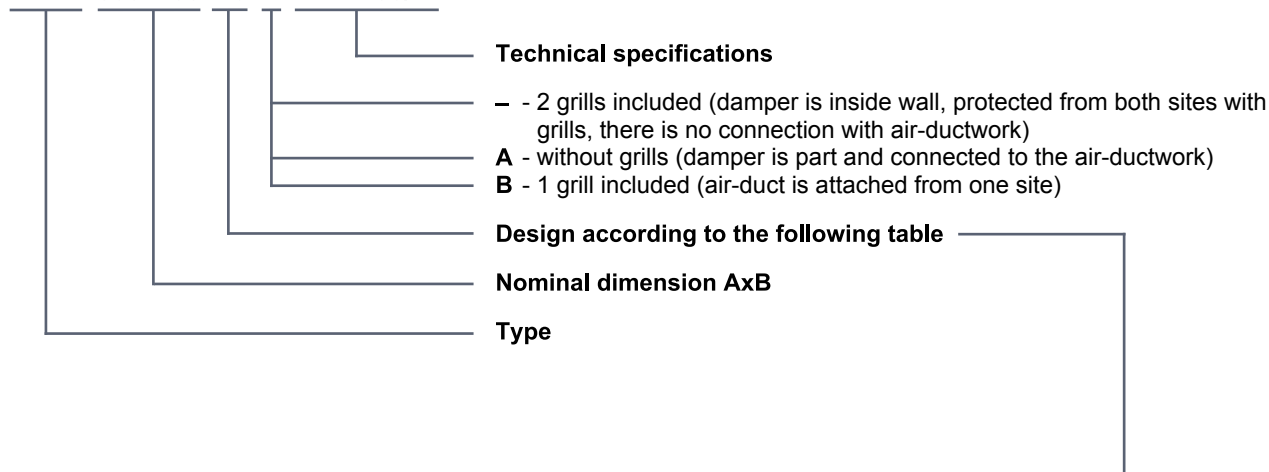 Technical specifications
– - 2 grills included (damper is inside wall, protected from both sites with
grills, there is no connection with air-ductwork)
A - without grills (damper is part and connected to the air-ductwork)
B - 1 grill included (air-duct is attached from one site)
Design according to the following table
Nominal dimension AxB
Type